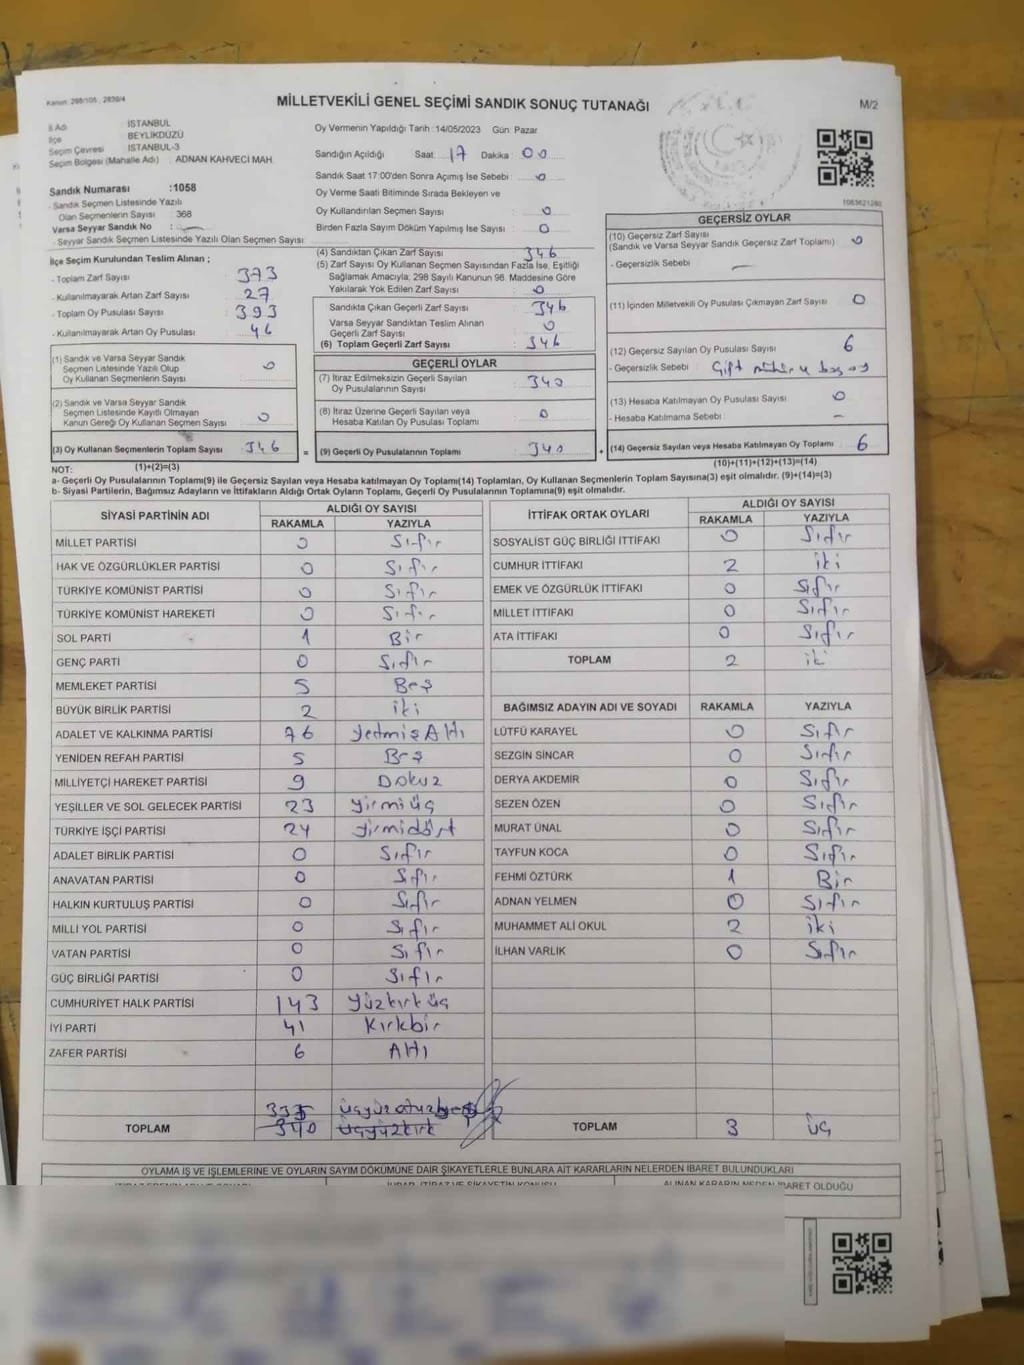 Kanun: 298/105 , 2839/4
MİLLETVEKİLİ GENEL SEÇİMİ SANDIK SONUÇ TUTANAĞI
M/2
İl Adı : İSTANBUL
İlçe : BEYLİKDÜZÜ
Seçim Çevresi : İSTANBUL-3
Seçim Bölgesi (Mahalle Adı) : ADNAN KAHVECİ MAH.
Sandık Numarası :1058
- Sandık Seçmen Listesinde Yazılı
Olan Seçmenlerin Sayısı : 368
Varsa Seyyar Sandık No :
- Seyyar Sandık Seçmen Listesinde Yazılı Olan Seçmen Sayısı
Oy Vermenin Yapıldığı Tarih :14/05/2023 Gün: Pazar
Sandığın Açıldığı Saat 17 Dakika 00
Sandık Saat 17:00'den Sonra Açımış İse Sebebi : 0
Oy Verme Saati Bitiminde Sırada Bekleyen ve
Oy Kullandırılan Seçmen Sayısı : 0
Birden Fazla Sayım Döküm Yapılmış İse Sayısı : 0
1083621280
İlçe Seçim Kurulundan Teslim Alınan ;
- Toplam Zarf Sayısı : 373
- Kullanılmayarak Artan Zarf Sayısı : 27
- Toplam Oy Pusulası Sayısı : 393
- Kullanılmayarak Artan Oy Pusulası : 46
(1) Sandık ve Varsa Seyyar Sandık
Seçmen Listesinde Yazılı Olup
Oy Kullanan Seçmenlerin Sayısı : 0
(2) Sandık ve Varsa Seyyar Sandık
Seçmen Listesinde Kayıtlı Olmayan
Kanun Gereği Oy Kullanan Seçmen Sayısı : 0
(3) Oy Kullanan Seçmenlerin Toplam Sayısı : 346
(4) Sandıktan Çıkan Zarf Sayısı : 346
(5) Zarf Sayısı Oy Kullanan Seçmen Sayısından Fazla İse, Eşitliği
Sağlamak Amacıyla; 298 Sayılı Kanunun 98. Maddesine Göre
Yakılarak Yok Edilen Zarf Sayısı : 0
Sandıkta Çıkan Geçerli Zarf Sayısı : 346
Varsa Seyyar Sandıktan Teslim Alınan
Geçerli Zarf Sayısı : 0
(6) Toplam Geçerli Zarf Sayısı : 346
GEÇERLİ OYLAR
(7) İtiraz Edilmeksizin Geçerli Sayılan
Oy Pusulalarının Sayısı : 340
(8) İtiraz Üzerine Geçerli Sayılan veya
Hesaba Katılan Oy Pusulası Toplamı : 0
= (9) Geçerli Oy Pusulalarının Toplamı : 340 +
GEÇERSİZ OYLAR
(10) Geçersiz Zarf Sayısı : 0
(Sandık ve Varsa Seyyar Sandık Geçersiz Zarf Toplamı)
- Geçersizlik Sebebi : —
(11) İçinden Milletvekili Oy Pusulası Çıkmayan Zarf Sayısı : 0
(12) Geçersiz Sayılan Oy Pusulası Sayısı : 6
- Geçersizlik Sebebi : Çift
(13) Hesaba Katılmayan Oy Pusulası Sayısı : 0
- Hesaba Katılmama Sebebi : —
(14) Geçersiz Sayılan veya Hesaba Katılmayan Oy Toplamı : 6
NOT: (1)+(2)=(3) (10)+(11)+(12)+(13)=(14)
a- Geçerli Oy Pusulalarının Toplamı(9) ile Geçersiz Sayılan veya Hesaba katılmayan Oy Toplamı(14) Toplamları, Oy Kullanan Seçmenlerin Toplam Sayısına(3) eşit olmalıdır. (9)+(14)=(3)
b- Siyasi Partilerin, Bağımsız Adayların ve İttifakların Aldığı Ortak Oyların Toplamı, Geçerli Oy Pusulalarının Toplamına(9) eşit olmalıdır.
SİYASİ PARTİNİN ADI ALDIĞI OY SAYISI
RAKAMLA YAZIYLA
MİLLET PARTİSİ 0 Sıfır
HAK VE ÖZGÜRLÜKLER PARTİSİ 0 Sıfır
TÜRKİYE KOMÜNİST PARTİSİ 0 Sıfır
TÜRKİYE KOMÜNİST HAREKETİ 0 Sıfır
SOL PARTİ 1 Bir
GENÇ PARTİ 0 Sıfır
MEMLEKET PARTİSİ 5 Beş
BÜYÜK BİRLİK PARTİSİ 2 iki
ADALET VE KALKINMA PARTİSİ 76 YetmişAltı
YENİDEN REFAH PARTİSİ 5 Beş
MİLLİYETÇİ HAREKET PARTİSİ 9 Dokuz
YEŞİLLER VE SOL GELECEK PARTİSİ 23 Yirmiüç
TÜRKİYE İŞÇİ PARTİSİ 24 Yirmidört
ADALET BİRLİK PARTİSİ 0 Sıfır
ANAVATAN PARTİSİ 0 Sıfır
HALKIN KURTULUŞ PARTİSİ 0 Sıfır
MİLLİ YOL PARTİSİ 0 Sıfır
VATAN PARTİSİ 0 Sıfır
GÜÇ BİRLİĞİ PARTİSİ 0 Sıfır
CUMHURİYET HALK PARTİSİ 143 Yüzkırküç
İYİ PARTİ 41 Kırkbir
ZAFER PARTİSİ 6 Altı
335 üçyüzotuzbeş
TOPLAM 340 üçyüzkırk
İTTİFAK ORTAK OYLARI ALDIĞI OY SAYISI
RAKAMLA YAZIYLA
SOSYALİST GÜÇ BİRLİĞİ İTTİFAKI 0 Sıfır
CUMHUR İTTİFAKI 2 iki
EMEK VE ÖZGÜRLÜK İTTİFAKI 0 Sıfır
MİLLET İTTİFAKI 0 Sıfır
ATA İTTİFAKI 0 Sıfır
TOPLAM 2 iki
BAĞIMSIZ ADAYIN ADI VE SOYADI RAKAMLA YAZIYLA
LÜTFÜ KARAYEL 0 Sıfır
SEZGİN SİNCAR 0 Sıfır
DERYA AKDEMİR 0 Sıfır
SEZEN ÖZEN 0 Sıfır
MURAT ÜNAL 0 Sıfır
TAYFUN KOCA 0 Sıfır
FEHMİ ÖZTÜRK 1 Bir
ADNAN YELMEN 0 Sıfır
MUHAMMET ALİ OKUL 2 iki
İLHAN VARLIK 0 Sıfır
TOPLAM 3 üç
OYLAMA İŞ VE İŞLEMLERİNE VE OYLARIN SAYIM DÖKÜMÜNE DAİR ŞİKAYETLERLE BUNLARA AİT KARARLARIN NELERDEN İBARET BULUNDUKLARI
İHBAR, İTİRAZ VE ŞİKAYETİN KONUSU
ALINAN KARARIN NEDEN İBARET OLDUĞU